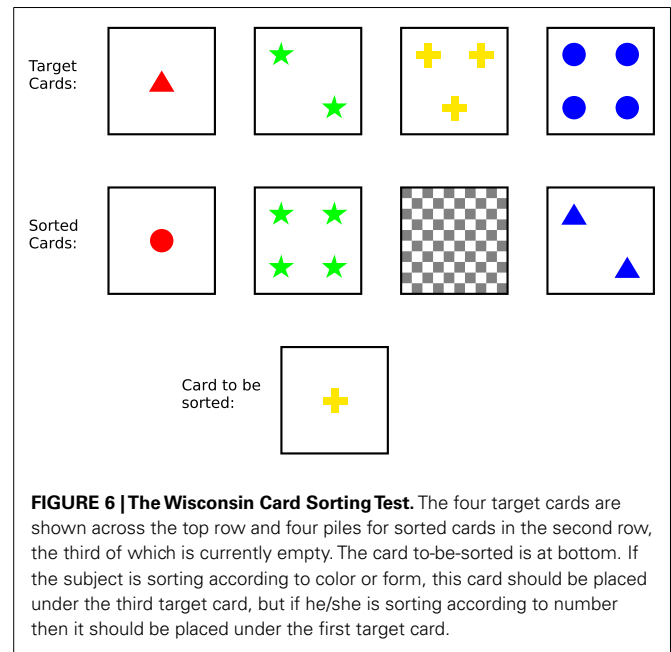 Target
Cards:
Sorted
Cards:
Card to be
sorted:
FIGURE 6 | The Wisconsin Card Sorting Test. The four target cards are
shown across the top row and four piles for sorted cards in the second row,
the third of which is currently empty. The card to-be-sorted is at bottom. If
the subject is sorting according to color or form, this card should be placed
under the third target card, but if he/she is sorting according to number
then it should be placed under the first target card.